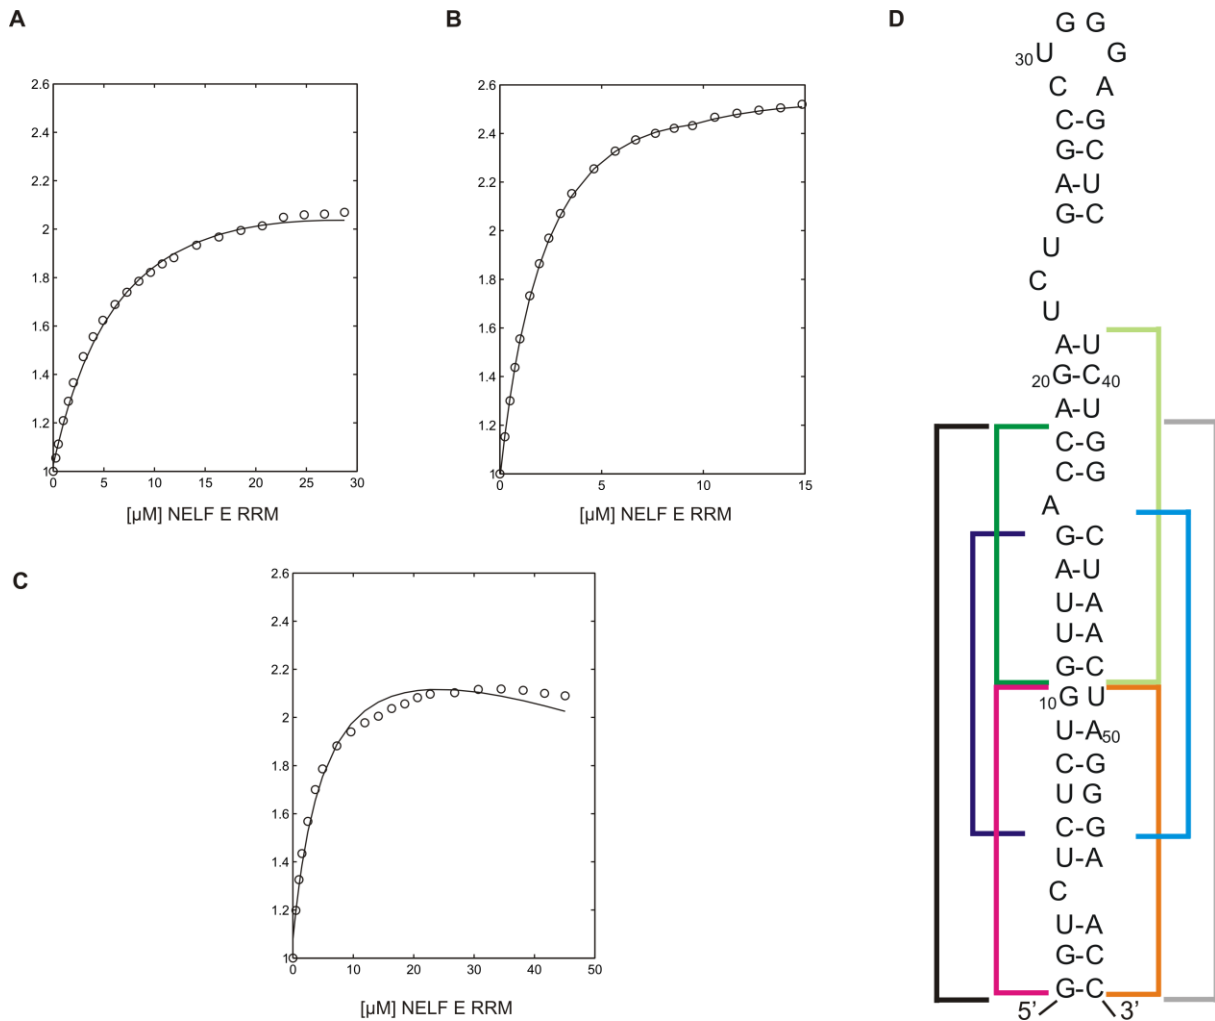 A
2.6
2.4
2.2
2
1.8
1.6
1.4
1.2
1
0 5 10 15 20 25 30
[µM] NELF E RRM
B
2.6
2.4
2.2
2
1.8
1.6
1.4
1.2
1
0 5 10 15
[µM] NELF E RRM
C
2.6
2.4
2.2
2
1.8
1.6
1.4
1.2
1
0 10 20 30 40 50
[µM] NELF E RRM
D
G G
30U G
C A
C-G
G-C
A-U
G-C
U
C
U
A-U
20G-C40
A-U
C-G
C-G
A
G-C
A-U
U-A
U-A
G-C
10G U
U-A50
C-G
U G
C-G
U-A
C
U-A
G-C
G-C
5' 3'